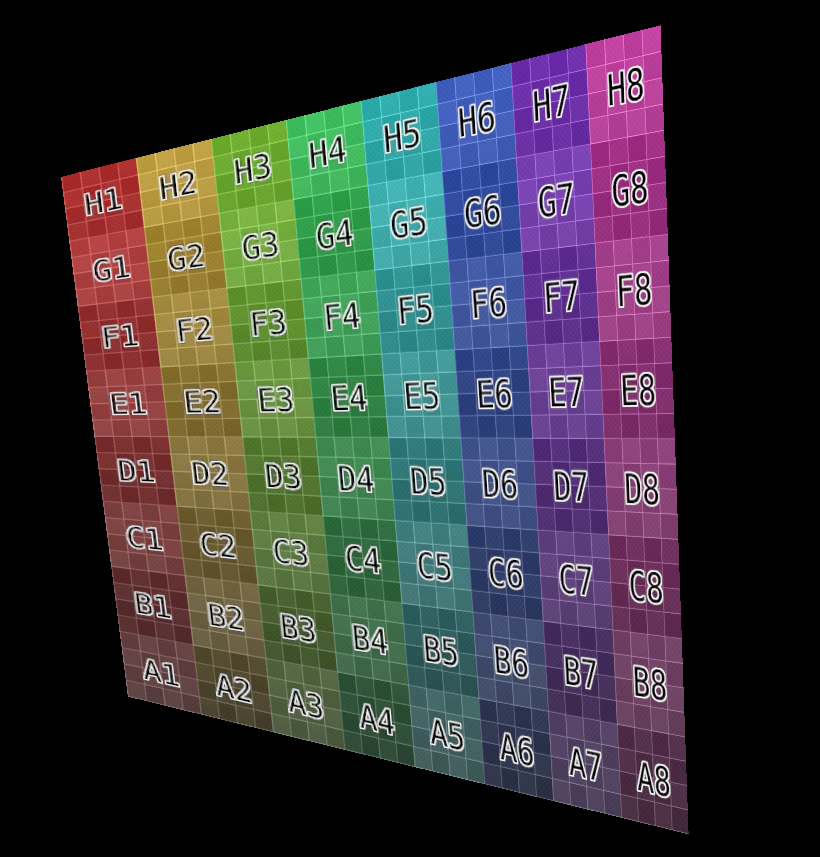 H1 H2 H3 H4 H5 H6 H7 H8
G1 G2 G3 G4 G5 G6 G7 G8
F1 F2 F3 F4 F5 F6 F7 F8
E1 E2 E3 E4 E5 E6 E7 E8
D1 D2 D3 D4 D5 D6 D7 D8
C1 C2 C3 C4 C5 C6 C7 C8
B1 B2 B3 B4 B5 B6 B7 B8
A1 A2 A3 A4 A5 A6 A7 A8